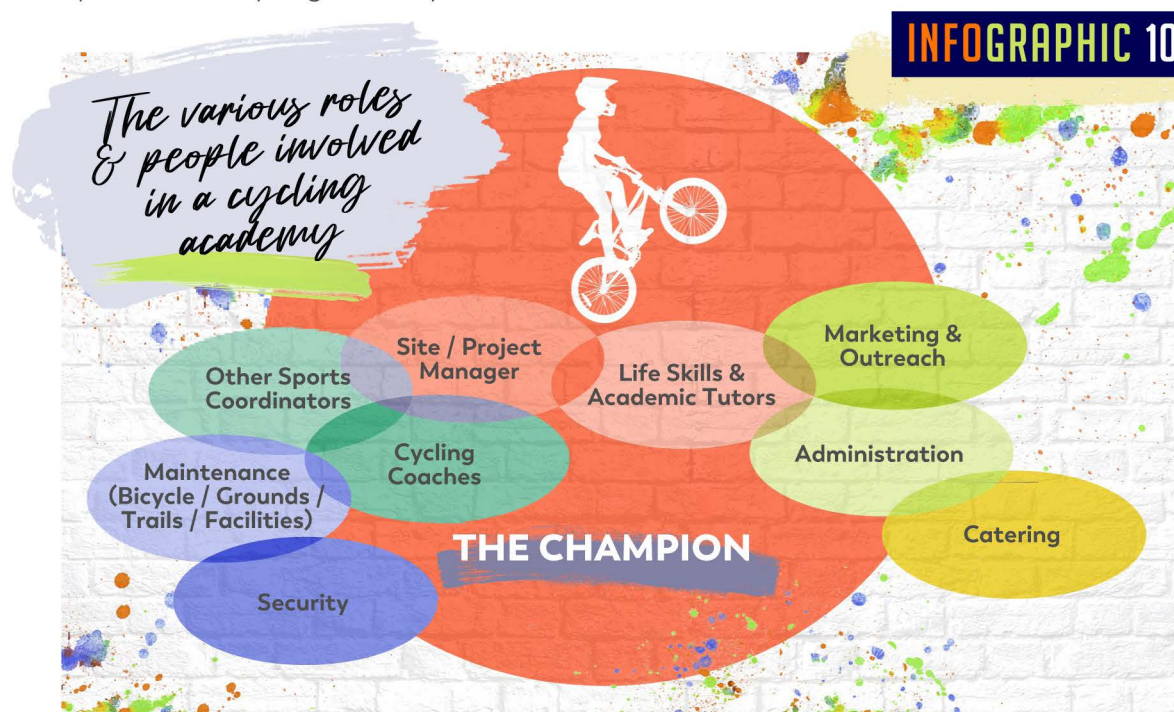 INFOGRAPHIC 10
The various roles
& people involved
in a cycling
academy
Site / Project
Manager
Life Skills &
Academic Tutors
Marketing &
Outreach
Other Sports
Coordinators
Cycling
Coaches
Administration
Maintenance
(Bicycle / Grounds /
Trails / Facilities)
Catering
THE CHAMPION
Security